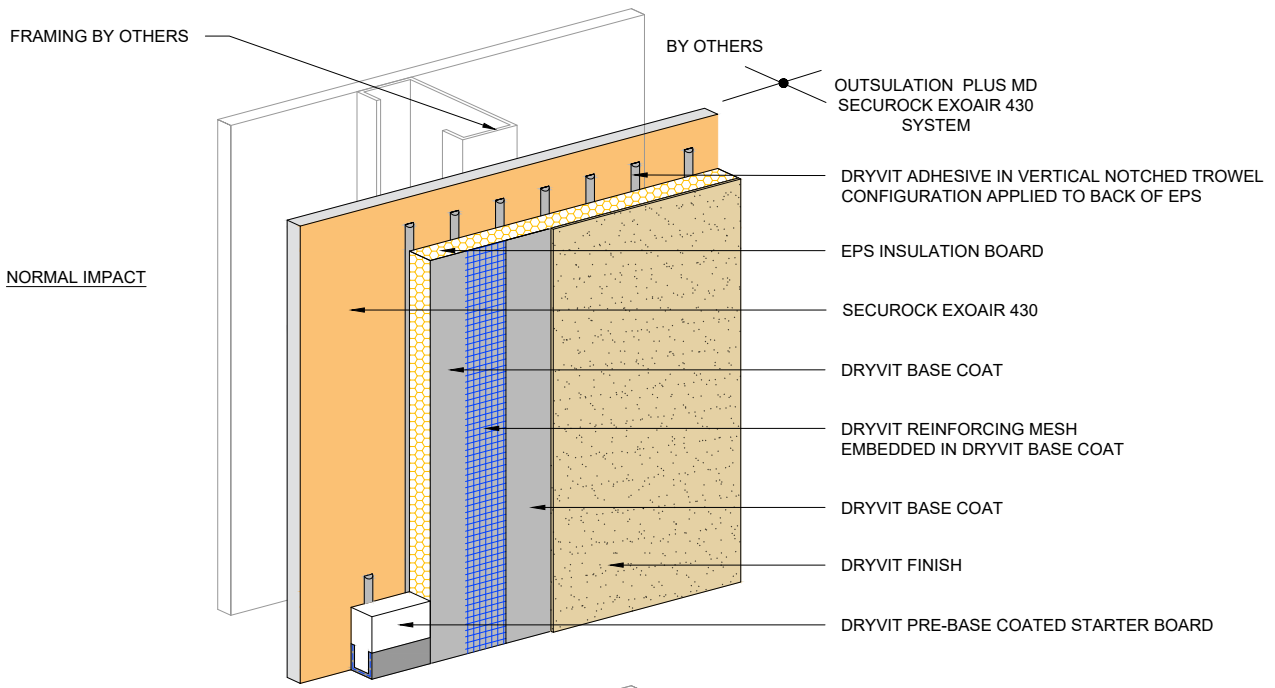 FRAMING BY OTHERS
BY OTHERS
OUTSULATION PLUS MD
SECUROCK EXOAIR 430
SYSTEM
DRYVIT ADHESIVE IN VERTICAL NOTCHED TROWEL
CONFIGURATION APPLIED TO BACK OF EPS
EPS INSULATION BOARD
NORMAL IMPACT
SECUROCK EXOAIR 430
DRYVIT BASE COAT
DRYVIT REINFORCING MESH
EMBEDDED IN DRYVIT BASE COAT
DRYVIT BASE COAT
DRYVIT FINISH
DRYVIT PRE-BASE COATED STARTER BOARD